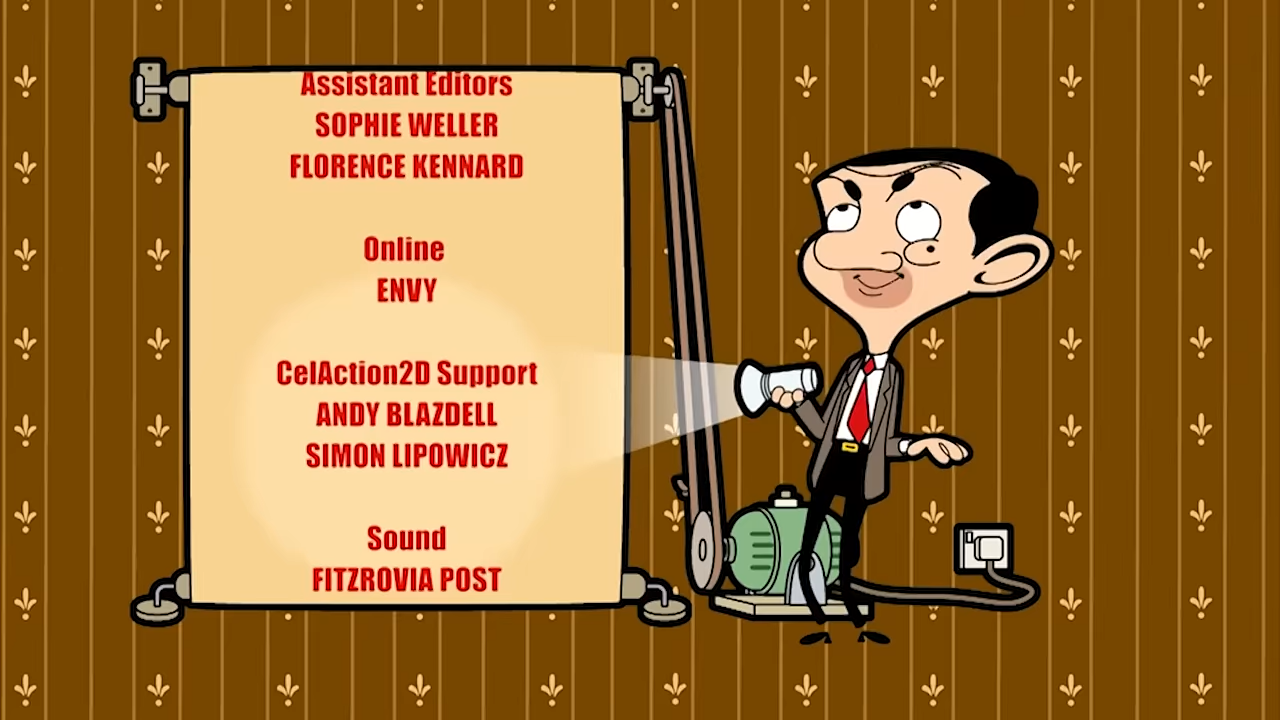 Assistant Editors
SOPHIE WELLER
FLORENCE KENNARD
Online
ENVY
CelAction2D Support
ANDY BLAZDELL
SIMON LIPOWICZ
Sound
FITZROVIA POST